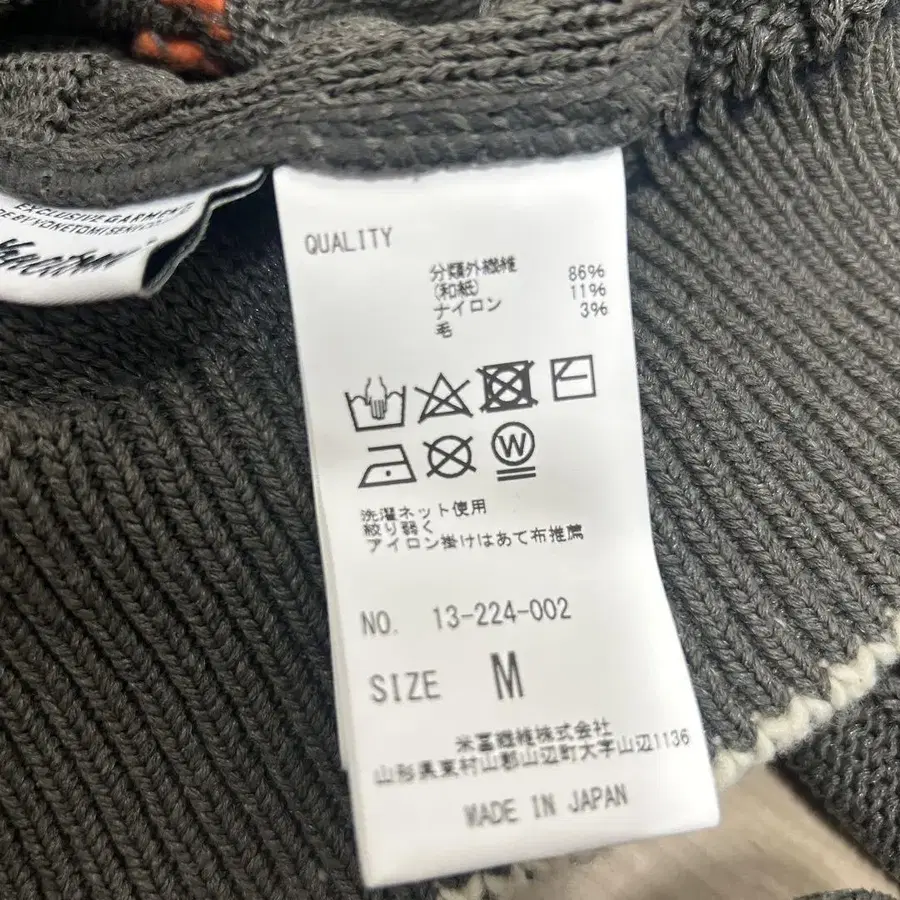 EXCLUSIVE GARMENT
QUALITY
分類外繊維 86%
(和紙) 11%
ナイロン 3%
毛
W
洗濯ネット使用
絞り弱く
アイロン掛けはあて布推薦
NO. 13-224-002
SIZE M
米冨繊維株式会社
山形県東村山郡山辺町大字山辺1136
MADE IN JAPAN